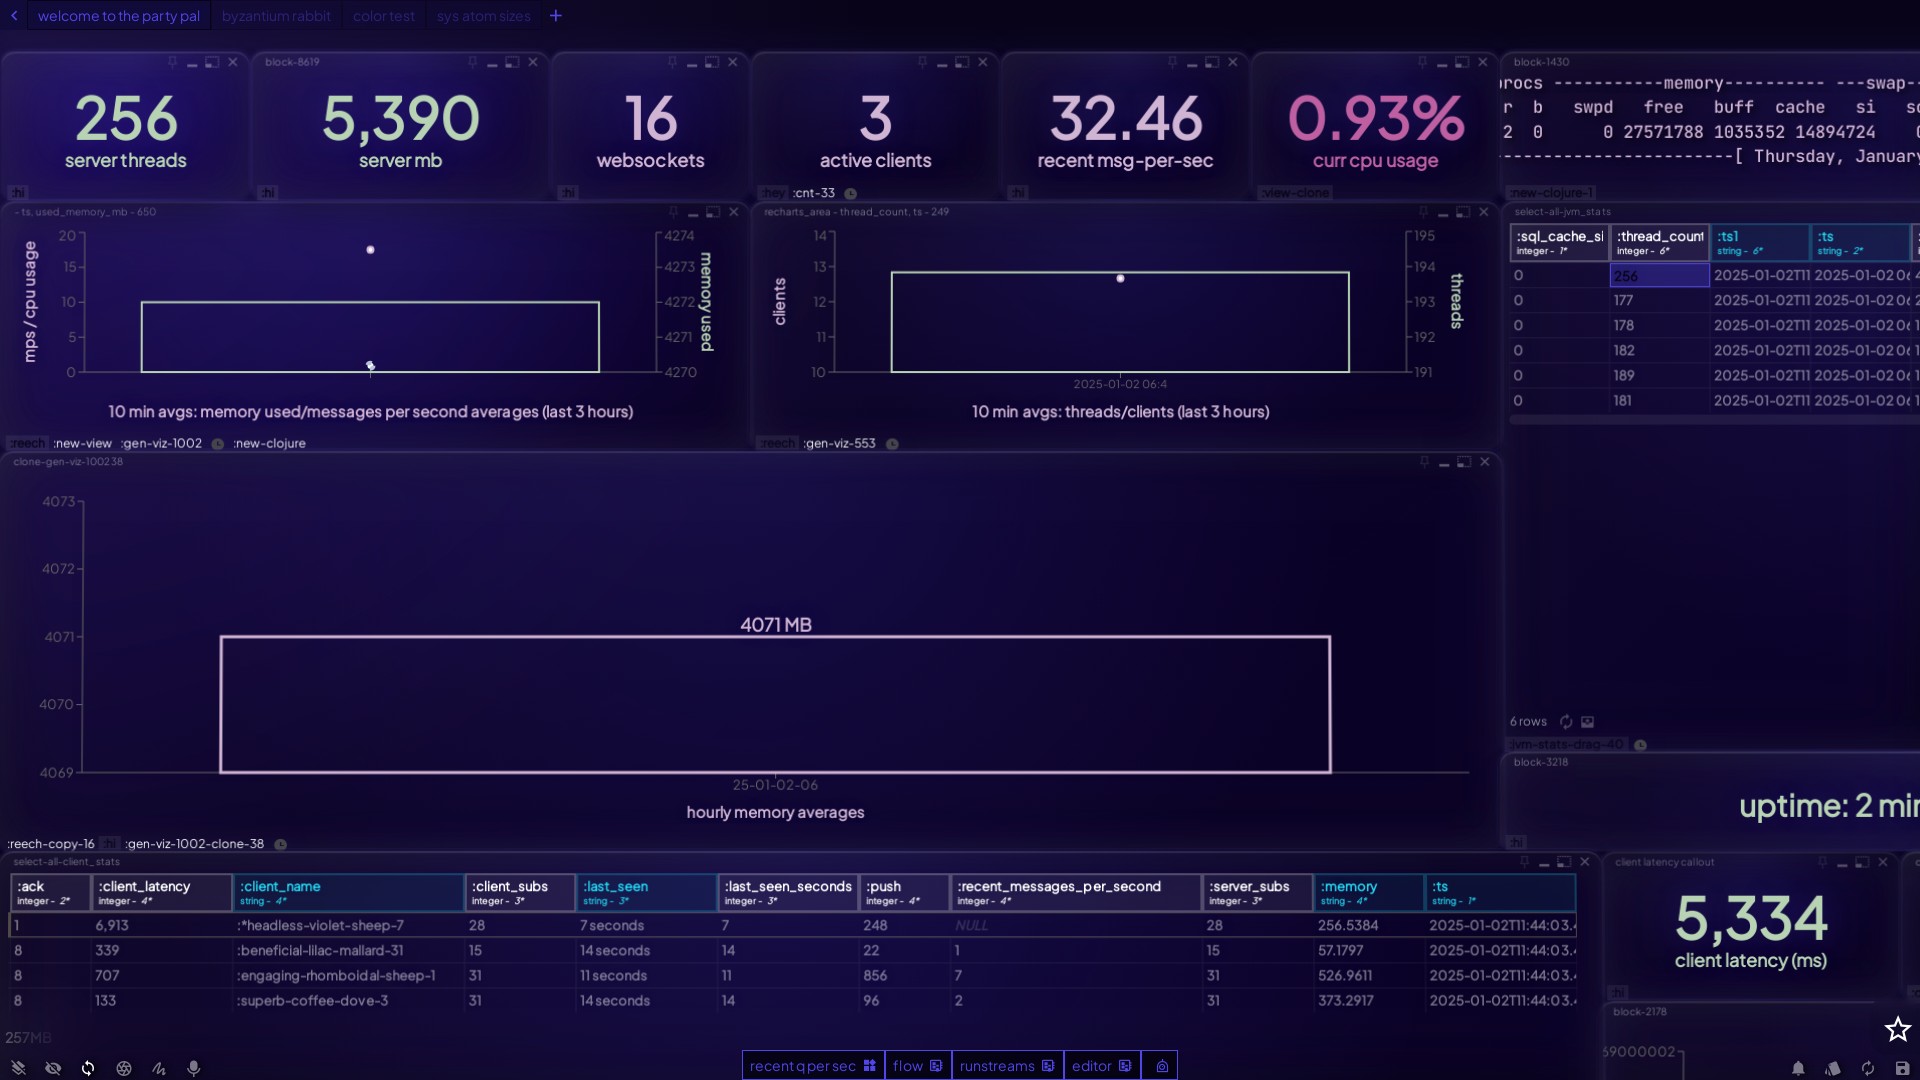 welcome to the party pal byzantium rabbit color test sys atom sizes +
256
server threads
:hi
block-8619
5,390
server mb
:hi
16
websockets
:hi
3
active clients
:hey :cnt-33
32.46
recent msg-per-sec
:hi
0.93%
curr cpu usage
:view-clone
block-1430
procs -----------memory---------- ---swap--
r b swpd free buff cache si
2 0 0 27571788 1035352 14894724
-----------------------[ Thursday, January
:new-clojure-1
- ts, used_memory_mb - 650
mps / cpu usage
20
15
10
5
0
4274
4273
4272
4271
4270
memory used
10 min avgs: memory used/messages per second averages (last 3 hours)
:reech :new-view :gen-viz-1002 :new-clojure
recharts_area - thread_count, ts - 249
clients
14
13
12
11
10
195
194
193
192
191
threads
2025-01-02 06:4
10 min avgs: threads/clients (last 3 hours)
:reech :gen-viz-553
select-all-jvm_stats
:sql_cache_si :thread_count :ts1 :ts
integer - 1* integer - 6* string - 6* string - 2*
0 256 2025-01-02T11 2025-01-02 06
0 177 2025-01-02T11 2025-01-02 06
0 178 2025-01-02T11 2025-01-02 06
0 182 2025-01-02T11 2025-01-02 06
0 189 2025-01-02T11 2025-01-02 06
0 181 2025-01-02T11 2025-01-02 06
6 rows
:jvm-stats-drag-40
clone-gen-viz-100238
4073
4072
4071
4070
4069
4071 MB
25-01-02-06
hourly memory averages
:reech-copy-16 :hi :gen-viz-1002-clone-38
block-3218
uptime: 2 min
:hi
select-all-client_stats
:ack :client_latency :client_name :client_subs :last_seen :last_seen_seconds :push :recent_messages_per_second :server_subs :memory :ts
integer - 2* integer - 4* string - 4* integer - 3* string - 3* integer - 3* integer - 4* integer - 4* integer - 3* string - 4* string - 1*
1 6,913 :*headless-violet-sheep-7 28 7 seconds 7 248 NULL 28 256.5384 2025-01-02T11:44:03.4
8 339 :beneficial-lilac-mallard-31 15 14 seconds 14 22 1 15 57.1797 2025-01-02T11:44:03.4
8 707 :engaging-rhomboidal-sheep-1 31 11 seconds 11 856 7 31 526.9611 2025-01-02T11:44:03.4
8 133 :superb-coffee-dove-3 31 14 seconds 14 96 2 31 373.2917 2025-01-02T11:44:03.4
client latency callout
5,334
client latency (ms)
:hi
block-2178
69000002
257MB
recent q per sec flow runstreams editor